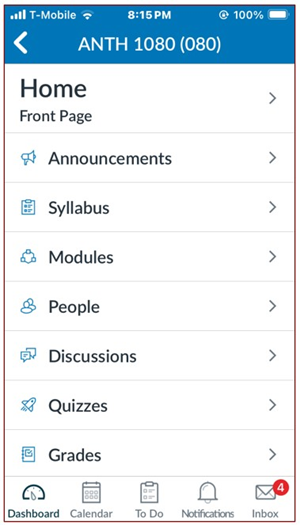 T-Mobile 8:15 PM 100%
ANTH 1080 (080)
Home
Front Page
Announcements
Syllabus
Modules
People
Discussions
Quizzes
Grades
4
Dashboard Calendar To Do Notifications Inbox